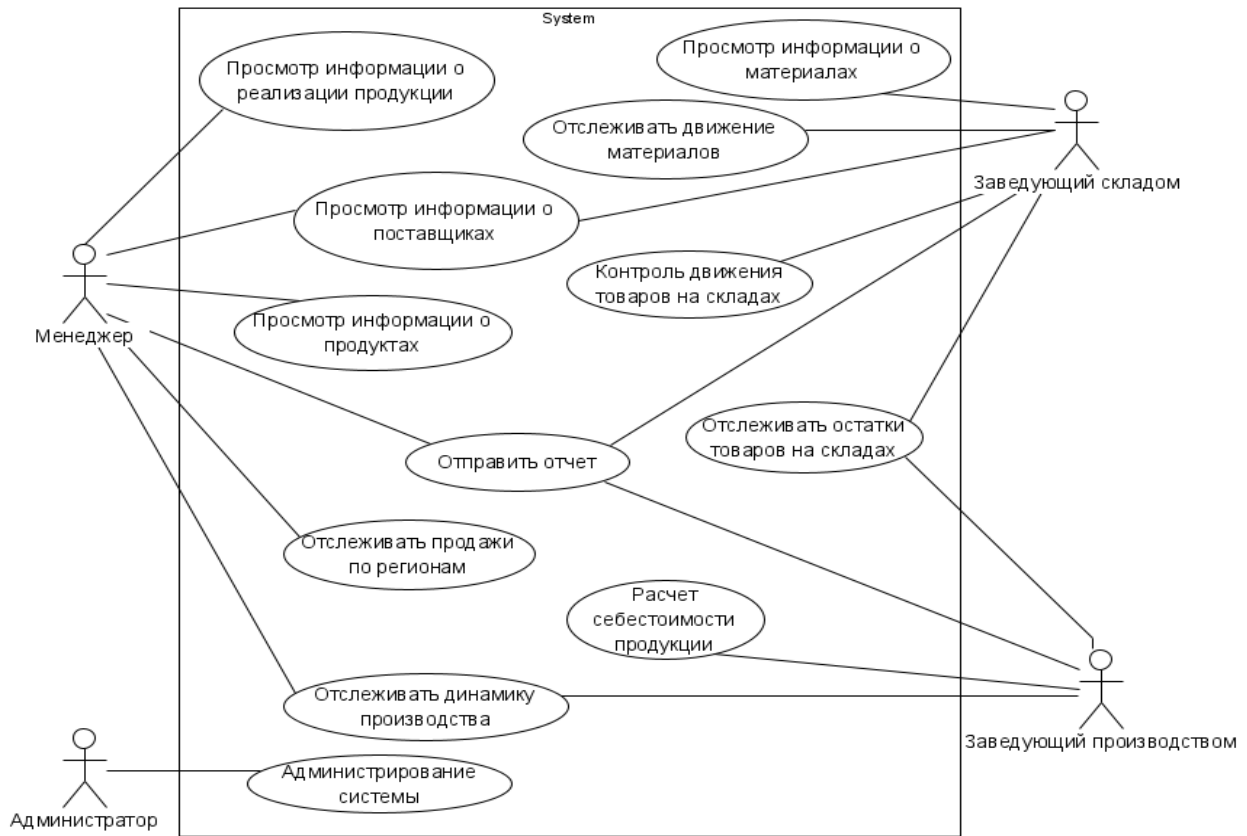 System
Просмотр информации о
реализации продукции
Просмотр информации о
материалах
Отслеживать движение
материалов
Заведующий складом
Просмотр информации о
поставщиках
Контроль движения
товаров на складах
Менеджер
Просмотр информации о
продуктах
Отслеживать остатки
товаров на складах
Отправить отчет
Отслеживать продажи
по регионам
Расчет
себестоимости
продукции
Отслеживать динамику
производства
Заведующий производством
Администрирование
системы
Администратор